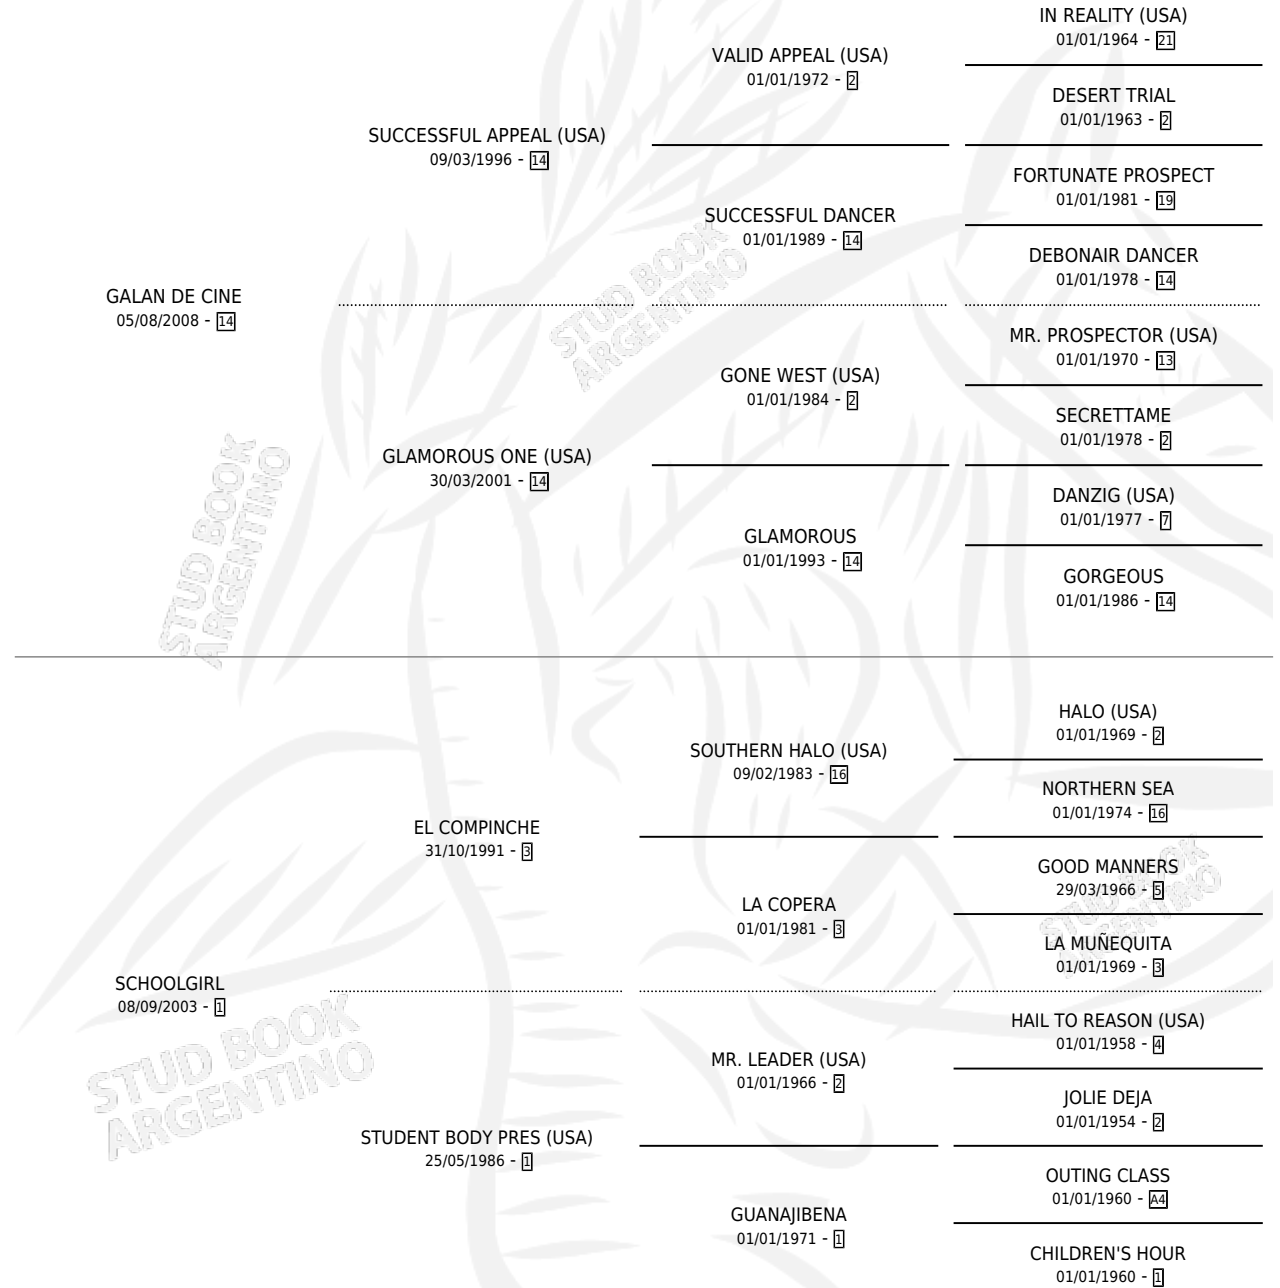 IN REALITY (USA)
01/01/1964 - 21
VALID APPEAL (USA)
01/01/1972 - 2
DESERT TRIAL
01/01/1963 - 2
SUCCESSFUL APPEAL (USA)
09/03/1996 - 14
FORTUNATE PROSPECT
01/01/1981 - 19
SUCCESSFUL DANCER
01/01/1989 - 14
DEBONAIR DANCER
01/01/1978 - 14
GALAN DE CINE
05/08/2008 - 14
MR. PROSPECTOR (USA)
01/01/1970 - 13
GONE WEST (USA)
01/01/1984 - 2
SECRETTAME
01/01/1978 - 2
GLAMOROUS ONE (USA)
30/03/2001 - 14
DANZIG (USA)
01/01/1977 - 7
GLAMOROUS
01/01/1993 - 14
GORGEOUS
01/01/1986 - 14
STUD BOOK
ARGENTINO
STUD BOOK
ARGENTINO
HALO (USA)
01/01/1969 - 2
SOUTHERN HALO (USA)
09/02/1983 - 16
NORTHERN SEA
01/01/1974 - 16
EL COMPINCHE
31/10/1991 - 3
GOOD MANNERS
29/03/1966 - 5
LA COPERA
01/01/1981 - 3
LA MUÑEQUITA
01/01/1969 - 3
SCHOOLGIRL
08/09/2003 - 1
HAIL TO REASON (USA)
01/01/1958 - 4
MR. LEADER (USA)
01/01/1966 - 2
JOLIE DEJA
01/01/1954 - 2
STUDENT BODY PRES (USA)
25/05/1986 - 1
OUTING CLASS
01/01/1960 - A4
GUANAJIBENA
01/01/1971 - 1
CHILDREN'S HOUR
01/01/1960 - 1
STUD BOOK
ARGENTINO
STUD BOOK
ARGENTINO